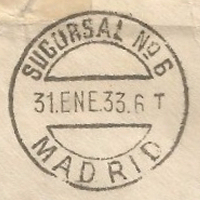 SUCURSAL Nº 6
31.ENE.33.6 T
MADRID